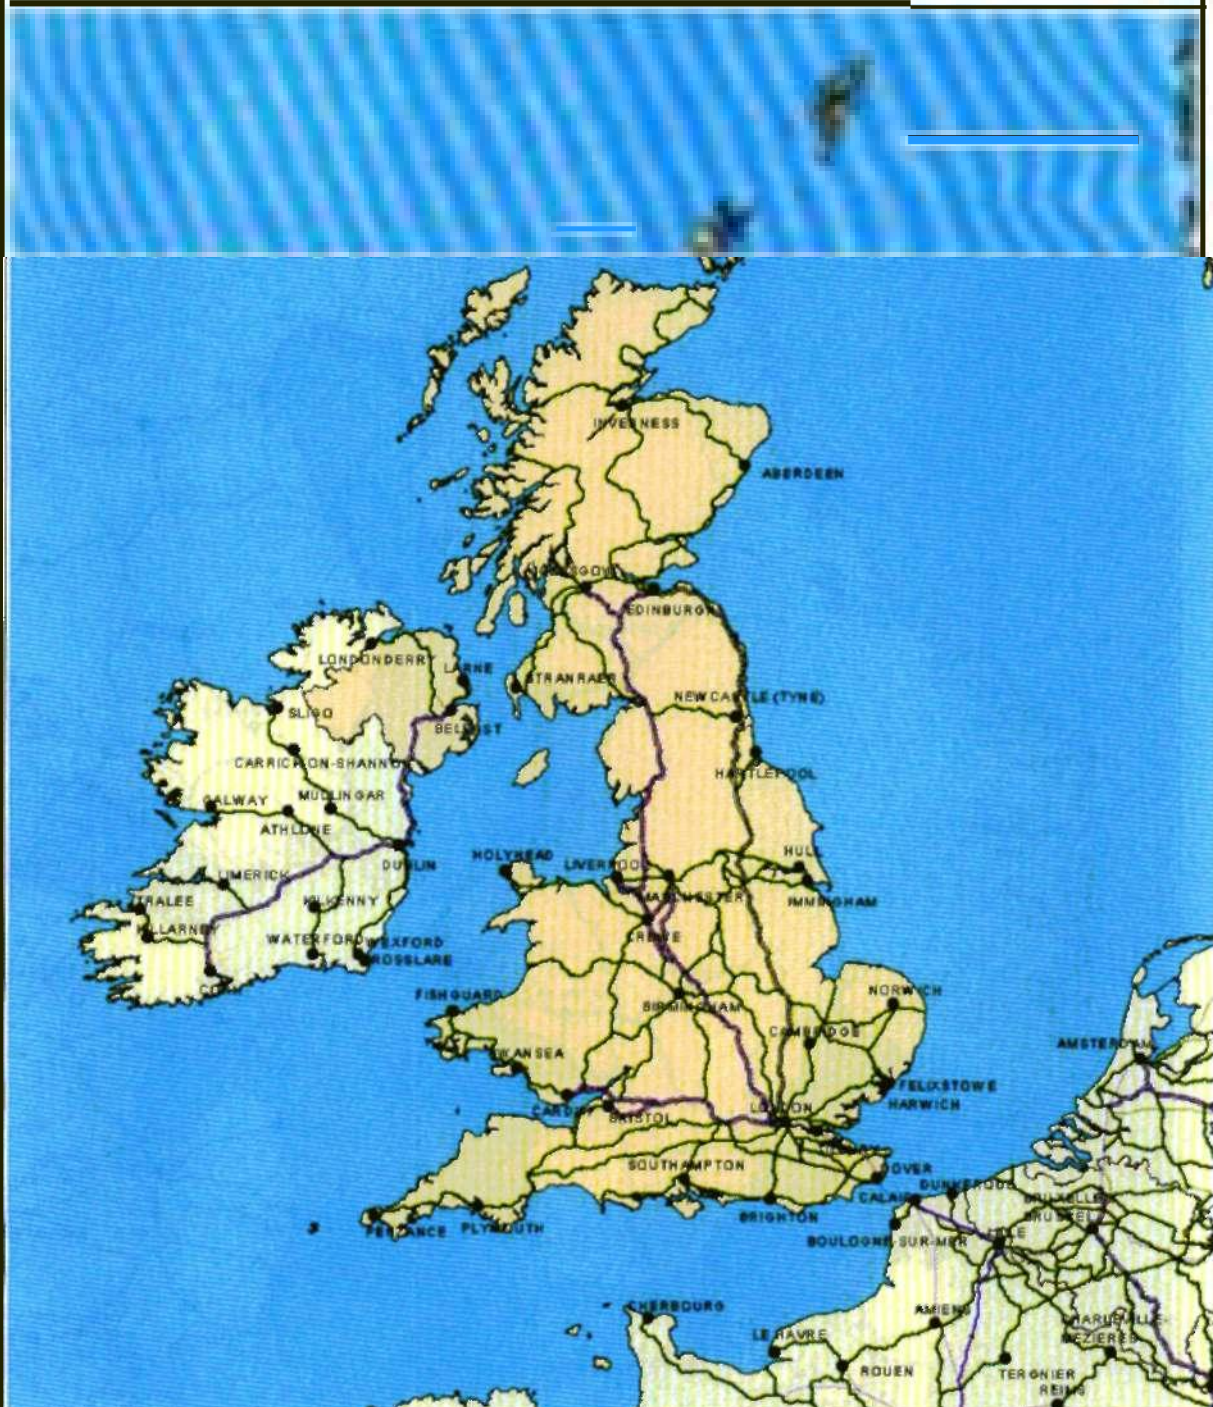 INVERNESS
ABERDEEN
EDINBURGH
LONDONDERRY
LARNE
STRANRAER
NEWCASTLE (TYNE)
SLIGO
BELFAST
CARRICK-ON-SHANNON
HARTLEPOOL
GALWAY
MULLINGAR
ATHLONE
DUBLIN
HOLYHEAD
LIVERPOOL
HULL
LIMERICK
TRALEE
KILKENNY
MANCHESTER
IMMINGHAM
KILLARNEY
WATERFORD
WEXFORD
ROSSLARE
CREWE
CORK
FISHGUARD
BIRMINGHAM
NORWICH
CAMBRIDGE
SWANSEA
AMSTERDAM
FELIXSTOWE
HARWICH
CARDIFF
BRISTOL
LONDON
SOUTHAMPTON
DOVER
DUNKERQUE
CALAIS
BRUXELLES
BRUSSEL
PENZANCE
PLYMOUTH
BRIGHTON
BOULOGNE-SUR-MER
LILLE
CHERBOURG
AMIENS
CHARLEVILLE-
MEZIERES
LE HAVRE
ROUEN
TERGNIER
REIMS